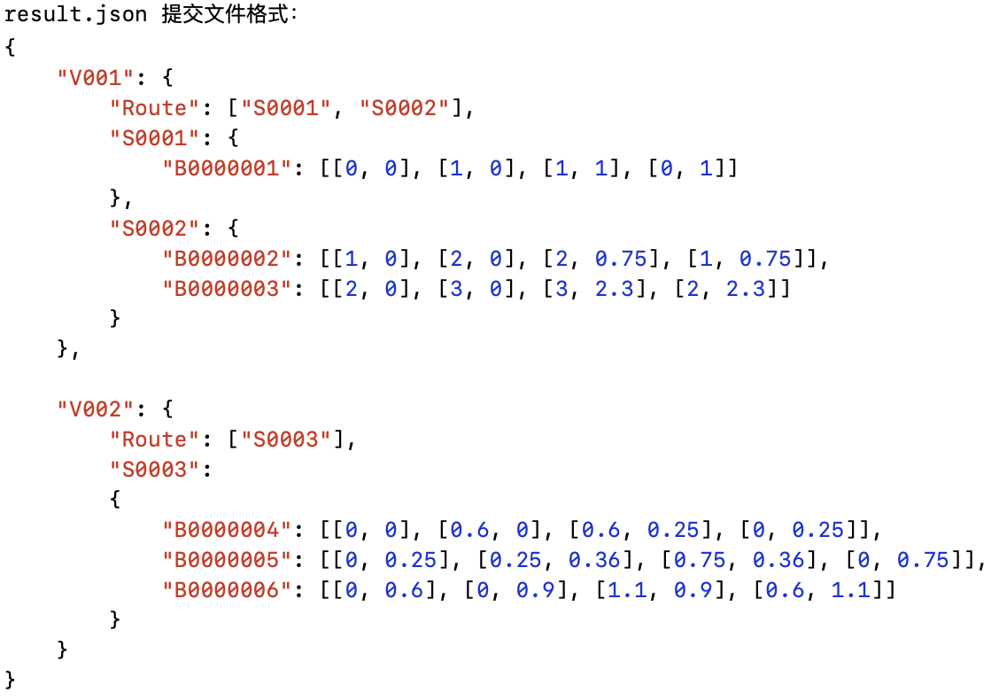 result.json 提交文件格式:
{
    "V001": {
        "Route": ["S0001", "S0002"],
        "S0001": {
            "B0000001": [[0, 0], [1, 0], [1, 1], [0, 1]]
        },
        "S0002": {
            "B0000002": [[1, 0], [2, 0], [2, 0.75], [1, 0.75]],
            "B0000003": [[2, 0], [3, 0], [3, 2.3], [2, 2.3]]
        }
    },

    "V002": {
        "Route": ["S0003"],
        "S0003":
        {
            "B0000004": [[0, 0], [0.6, 0], [0.6, 0.25], [0, 0.25]],
            "B0000005": [[0, 0.25], [0.25, 0.36], [0.75, 0.36], [0, 0.75]],
            "B0000006": [[0, 0.6], [0, 0.9], [1.1, 0.9], [0.6, 1.1]]
        }
    }
}